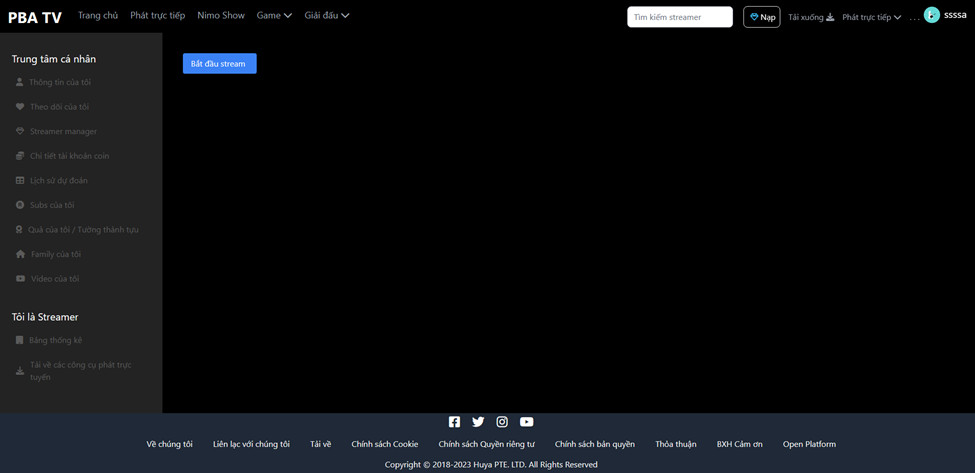 PBA TV Trang chủ Phát trực tiếp Nimo Show Game Giải đấu Tìm kiếm streamer Nạp Tải xuống Phát trực tiếp ... ssssa
Trung tâm cá nhân
Thông tin của tôi
Theo dõi của tôi
Streamer manager
Chi tiết tài khoản coin
Lịch sử dự đoán
Subs của tôi
Quà của tôi / Tường thành tựu
Family của tôi
Video của tôi
Tôi là Streamer
Bảng thống kê
Tải về các công cụ phát trực
tuyến
Bắt đầu stream
Về chúng tôi Liên lạc với chúng tôi Tải về Chính sách Cookie Chính sách Quyền riêng tư Chính sách bản quyền Thỏa thuận BXH Cảm ơn Open Platform
Copyright © 2018-2023 Huya PTE. LTD. All Rights Reserved